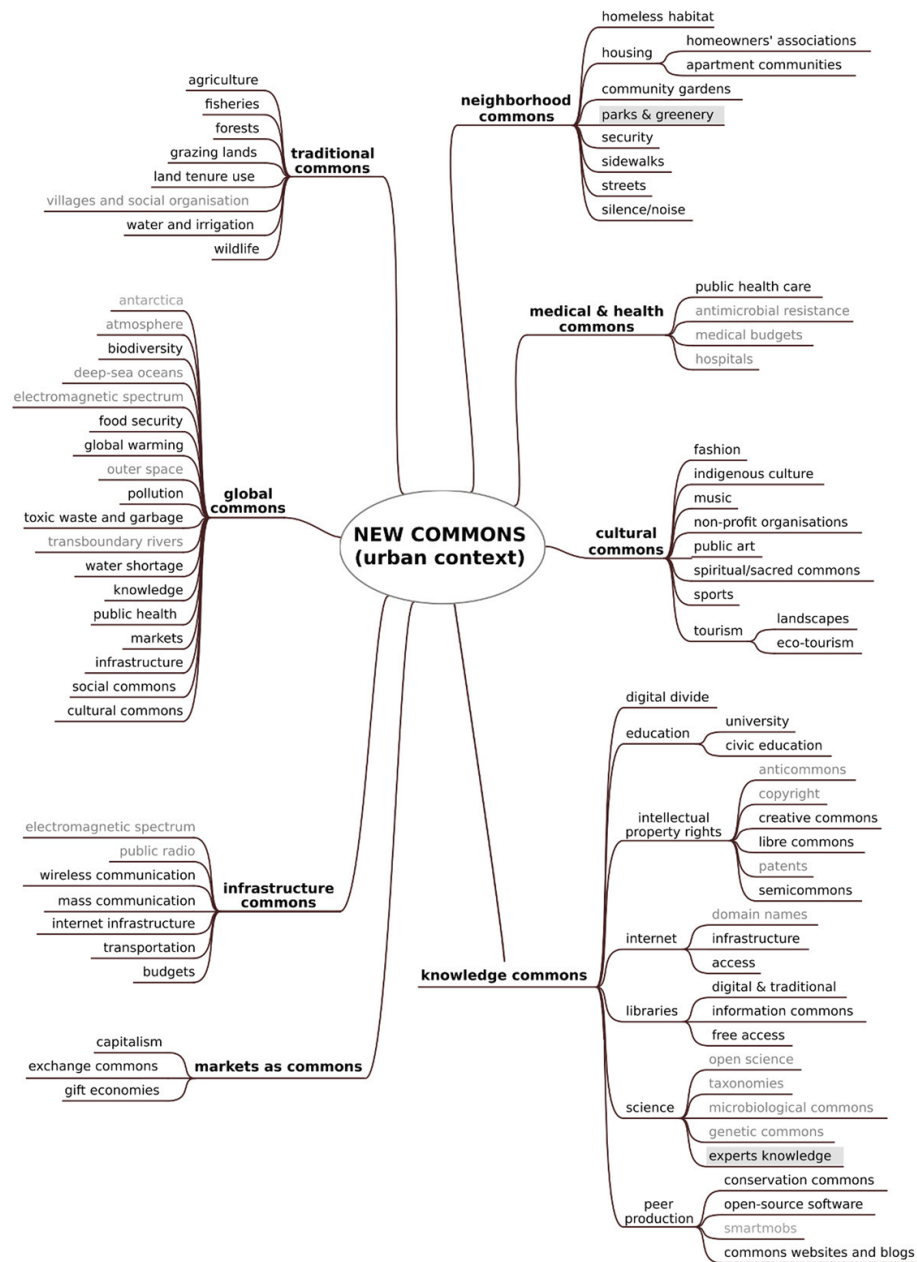 NEW COMMONS
(urban context)
traditional
commons
agriculture
fisheries
forests
grazing lands
land tenure use
villages and social organisation
water and irrigation
wildlife
global
commons
antarctica
atmosphere
biodiversity
deep-sea oceans
electromagnetic spectrum
food security
global warming
outer space
pollution
toxic waste and garbage
transboundary rivers
water shortage
knowledge
public health
markets
infrastructure
social commons
cultural commons
infrastructure
commons
electromagnetic spectrum
public radio
wireless communication
mass communication
internet infrastructure
transportation
budgets
markets as commons
capitalism
exchange commons
gift economies
neighborhood
commons
homeless habitat
housing
homeowners' associations
apartment communities
community gardens
parks & greenery
security
sidewalks
streets
silence/noise
medical & health
commons
public health care
antimicrobial resistance
medical budgets
hospitals
cultural
commons
fashion
indigenous culture
music
non-profit organisations
public art
spiritual/sacred commons
sports
tourism
landscapes
eco-tourism
knowledge commons
digital divide
education
university
civic education
intellectual
property rights
anticommons
copyright
creative commons
libre commons
patents
semicommons
internet
domain names
infrastructure
access
libraries
digital & traditional
information commons
free access
science
open science
taxonomies
microbiological commons
genetic commons
experts knowledge
peer
production
conservation commons
open-source software
smartmobs
commons websites and blogs